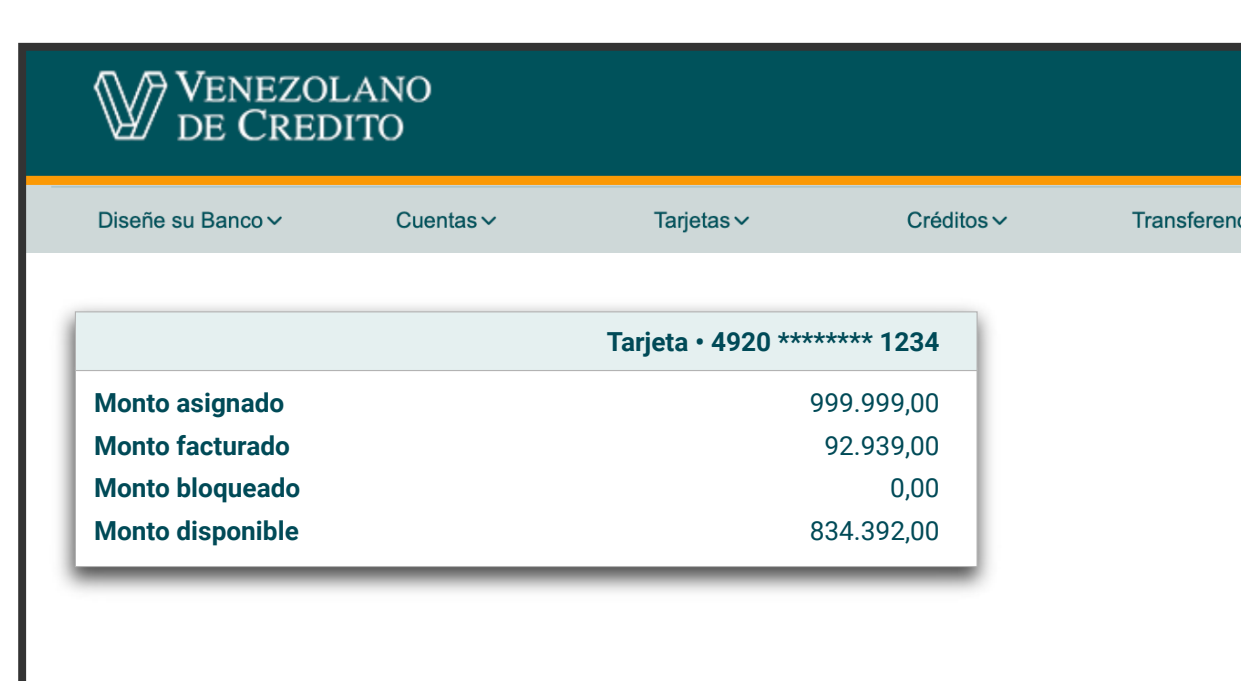 VENEZOLANO
DE CREDITO
Diseñe su Banco Cuentas Tarjetas Créditos Transferenc
Tarjeta • 4920 ******** 1234
Monto asignado 999.999,00
Monto facturado 92.939,00
Monto bloqueado 0,00
Monto disponible 834.392,00